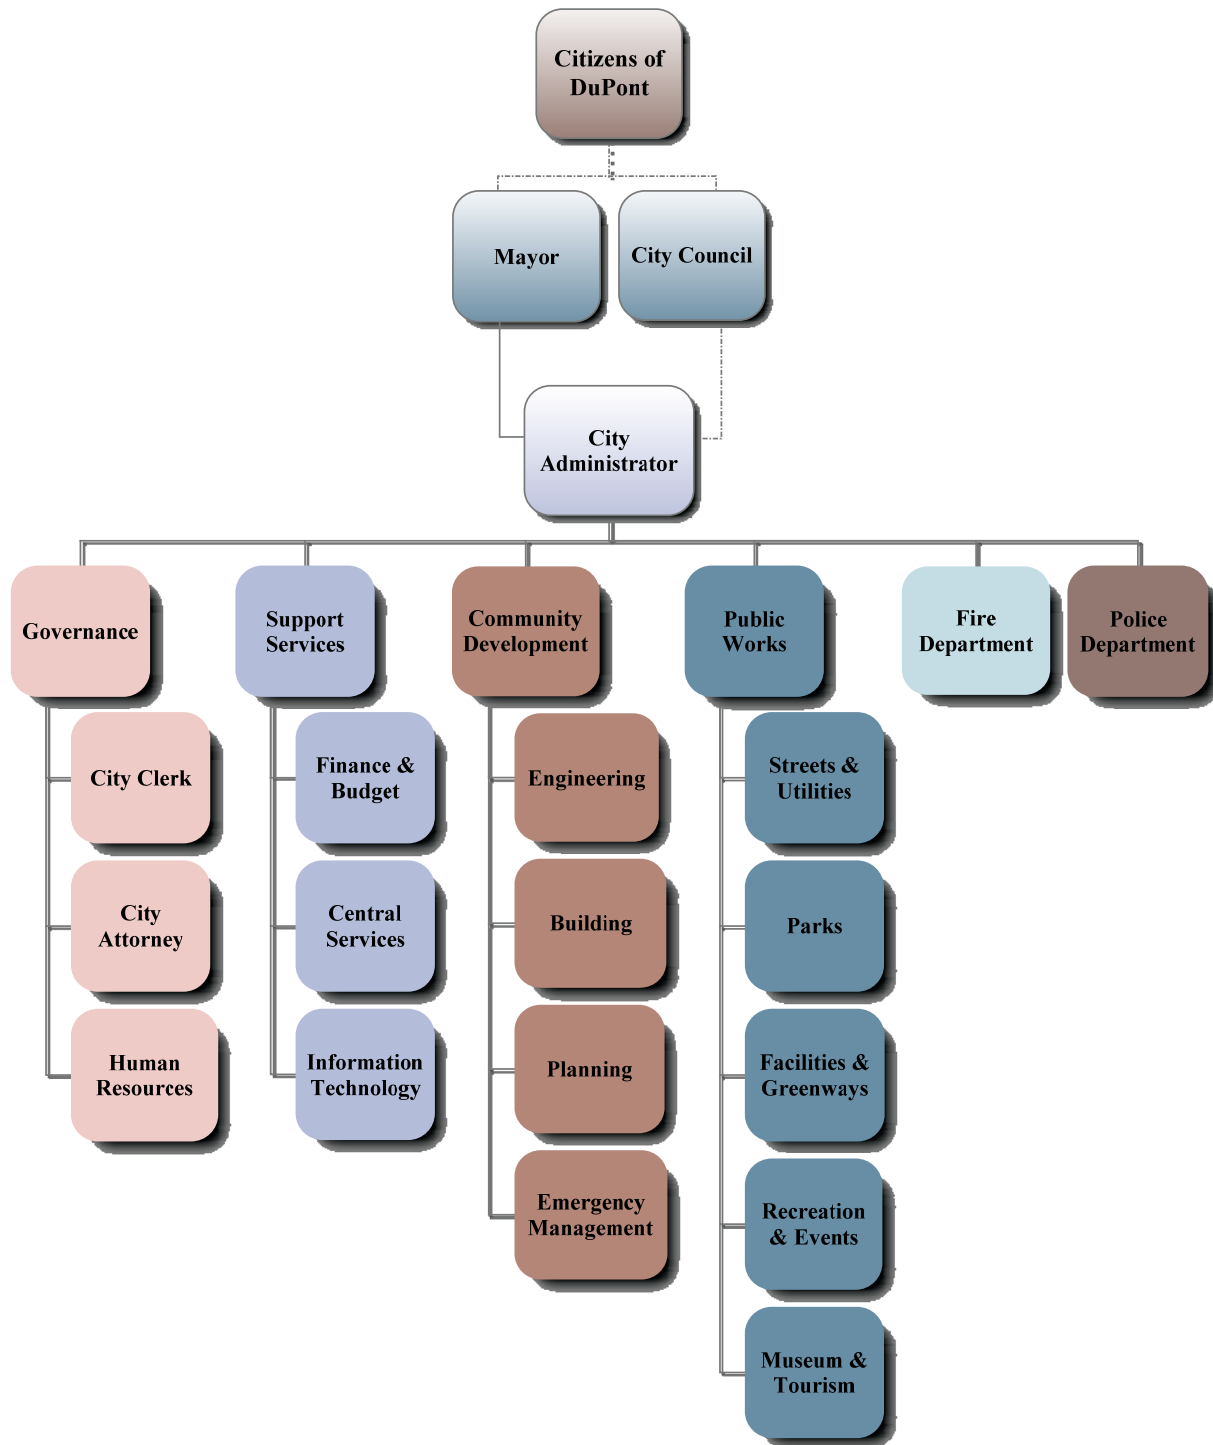 Citizens of
DuPont
Mayor
City Council
City
Administrator
Governance
Support
Services
Community
Development
Public
Works
Fire
Department
Police
Department
City Clerk
City
Attorney
Human
Resources
Finance &
Budget
Central
Services
Information
Technology
Engineering
Building
Planning
Emergency
Management
Streets &
Utilities
Parks
Facilities &
Greenways
Recreation
& Events
Museum &
Tourism